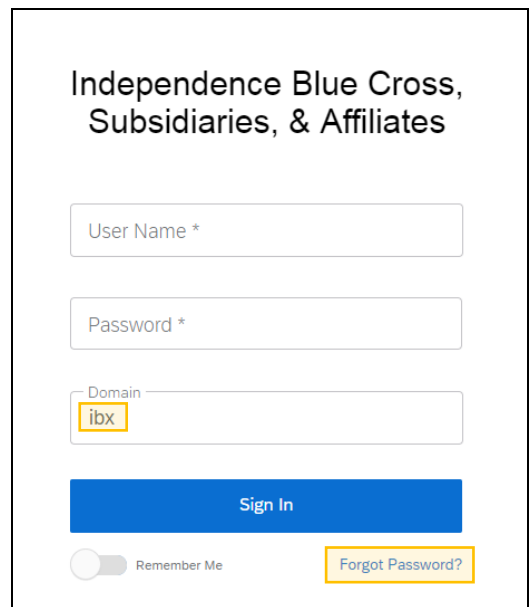 Independence Blue Cross,
Subsidiaries, & Affiliates
User Name *
Password *
Domain
ibx
Sign In
Remember Me
Forgot Password?